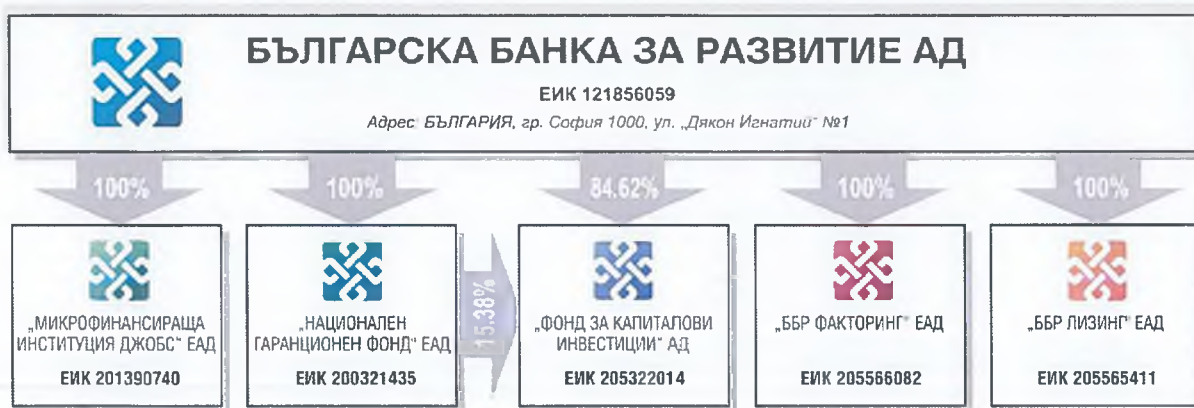 БЪЛГАРСКА БАНКА ЗА РАЗВИТИЕ АД
ЕИК 121856059
Адрес: БЪЛГАРИЯ, гр. София 1000, ул. „Дякон Игнатий“ №1
100%
100%
84.62%
100%
100%
„МИКРОФИНАНСИРАЩА
ИНСТИТУЦИЯ ДЖОБС“ ЕАД
ЕИК 201390740
„НАЦИОНАЛЕН
ГАРАНЦИОНЕН ФОНД“ ЕАД
ЕИК 200321435
15.38%
„ФОНД ЗА КАПИТАЛОВИ
ИНВЕСТИЦИИ“ АД
ЕИК 205322014
„ББР ФАКТОРИНГ“ ЕАД
ЕИК 205566082
„ББР ЛИЗИНГ“ ЕАД
ЕИК 205565411